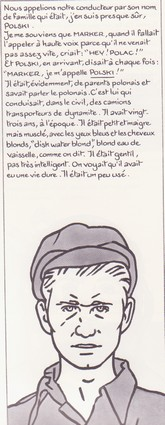 Nous appelions notre conducteur par son nom
de famille qui était, j'en suis presque sûr,
POLSKI.
Je me souviens que MARKER, quand il fallait
l'appeler à haute voix parce qu'il ne venait
pas assez vite, criait : "HEY ! POLAC !"
Et POLSKI, en arrivant, disait à chaque fois :
"MARKER, je m'appelle POLSKI !"
Il était, évidemment, de parents polonais et
savait parler le polonais. C'est lui qui
conduisait, dans le civil, des camions
transporteurs de dynamite. Il avait vingt-
trois ans, à l'époque. Il était petit et maigre
mais musclé, avec les yeux bleus et les cheveux
blonds, "dish water blond", blond eau de
vaisselle, comme on dit. Il était gentil,
pas très intelligent. On voyait qu'il avait
eu une vie dure. Il était un peu usé.